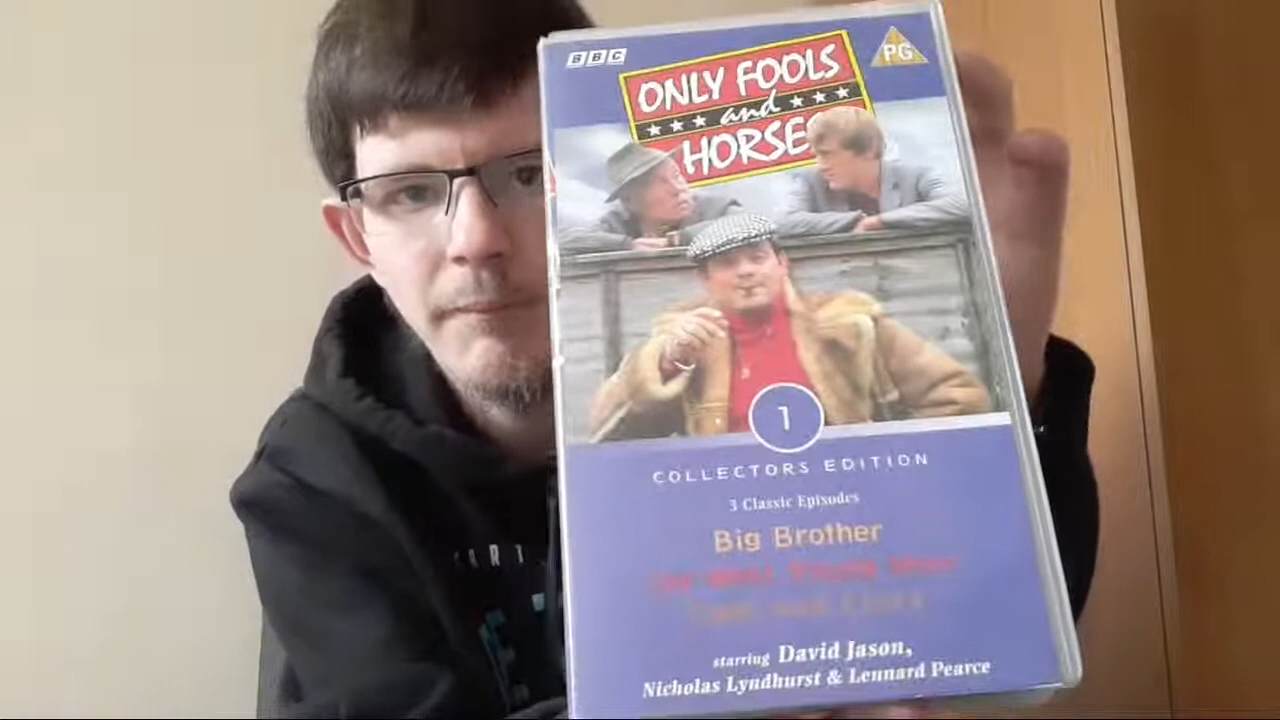 BBC
PG
ONLY FOOLS
and
HORSES
1
COLLECTORS EDITION
3 Classic Episodes
Big Brother
starring David Jason,
Nicholas Lyndhurst & Lennard Pearce